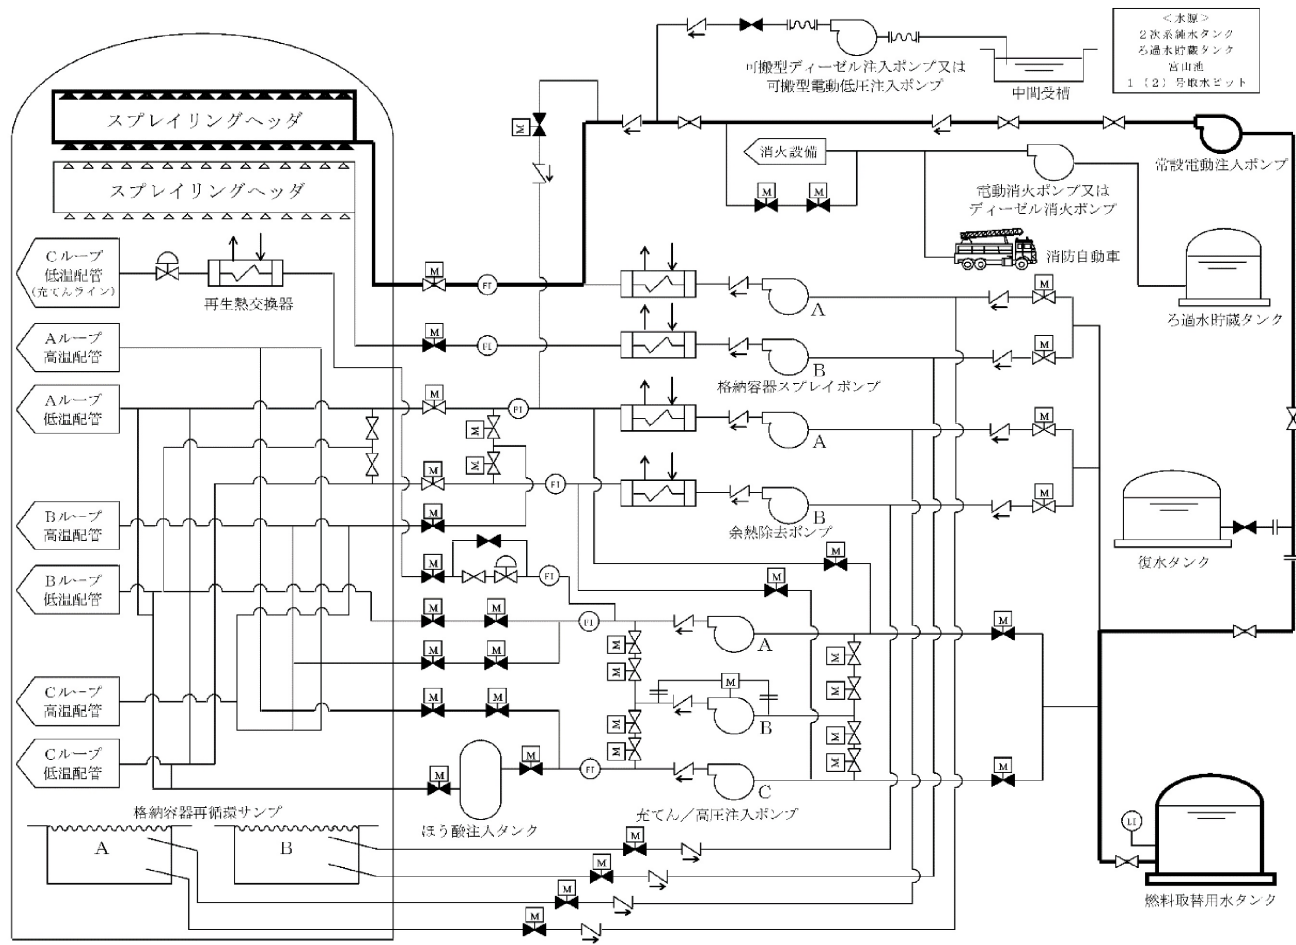 <水源>
2次系純水タンク
ろ過水貯蔵タンク
宮山池
1(2)号取水ピット
可搬型ディーゼル注入ポンプ又は
可搬型電動低圧注入ポンプ
中間受槽
スプレイリングヘッダ
スプレイリングヘッダ
M
消火設備
常設電動注入ポンプ
M
M
電動消火ポンプ又は
ディーゼル消火ポンプ
消防自動車
ろ過水貯蔵タンク
Cループ
低温配管
(充てんライン)
再生熱交換器
M
FI
A
M
Aループ
高温配管
M
FI
B
M
格納容器スプレイポンプ
Aループ
低温配管
M
FI
M
A
M
M
M
FI
B
M
余熱除去ポンプ
復水タンク
Bループ
高温配管
M
M
FI
M
M
Bループ
低温配管
M
M
FI
A
M
M
M
M
M
M
M
Cループ
高温配管
M
M
M
B
M
M
M
M
Cループ
低温配管
M
M
FI
C
M
ほう酸注入タンク
充てん/高圧注入ポンプ
格納容器再循環サンプ
A
B
M
M
M
M
LI
燃料取替用水タンク